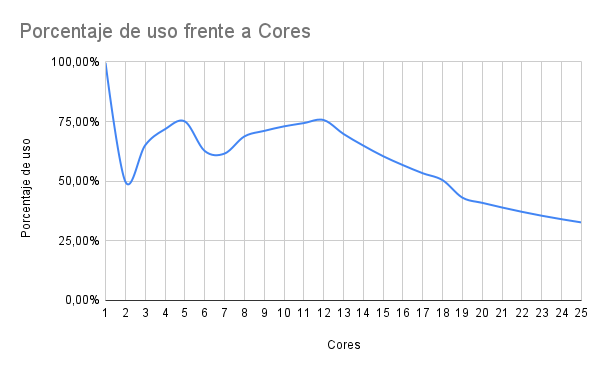 Porcentaje de uso frente a Cores
100,00%
75,00%
50,00%
25,00%
0,00%
Porcentaje de uso
1 2 3 4 5 6 7 8 9 10 11 12 13 14 15 16 17 18 19 20 21 22 23 24 25
Cores